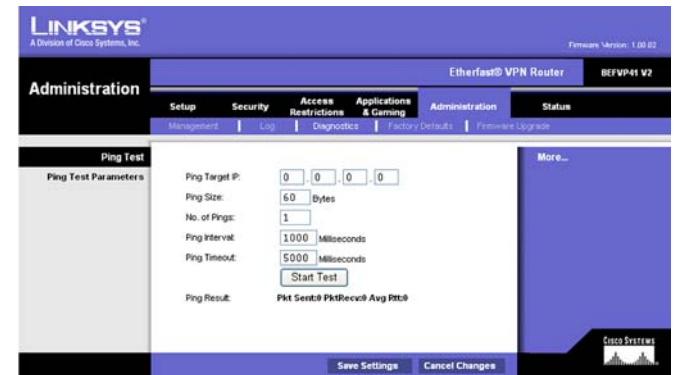 LINKSYS®
A Division of Cisco Systems, Inc.
Firmware Version: 1.00.02
Administration
Etherfast® VPN Router BEFVP41 V2
Setup Security Access Restrictions Applications & Gaming Administration Status
Management | Log | Diagnostics | Factory Defaults | Firmware Upgrade
Ping Test
More...
Ping Test Parameters
Ping Target IP: 0 . 0 . 0 . 0
Ping Size: 60 Bytes
No. of Pings: 1
Ping Interval: 1000 Milliseconds
Ping Timeout: 5000 Milliseconds
Start Test
Ping Result: Pkt Sent:0 PktRecv:0 Avg Rtt:0
CISCO SYSTEMS
Save Settings Cancel Changes